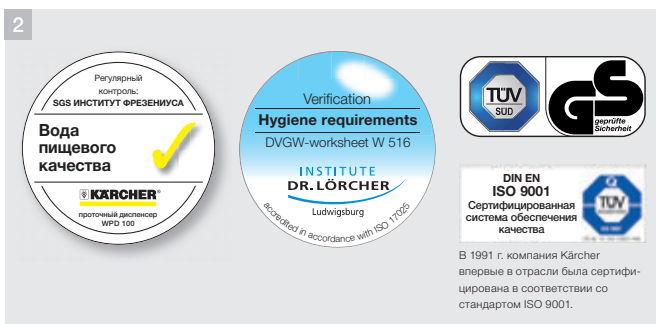 2
Регулярный
контроль:
SGS ИНСТИТУТ ФРЕЗЕНИУСА
Вода
пищевого
качества
KÄRCHER®
проточный диспенсер
WPD 100
Verification
Hygiene requirements
DVGW-worksheet W 516
INSTITUTE
DR.LÖRCHER
Ludwigsburg
accredited in accordance with ISO 17025
TÜV
SÜD
GS
geprüfte
Sicherheit
DIN EN
ISO 9001
Сертифицированная
система обеспечения
качества
TÜV
В 1991 г. компания Kärcher
впервые в отрасли была сертифи-
цирована в соответствии со
стандартом ISO 9001.